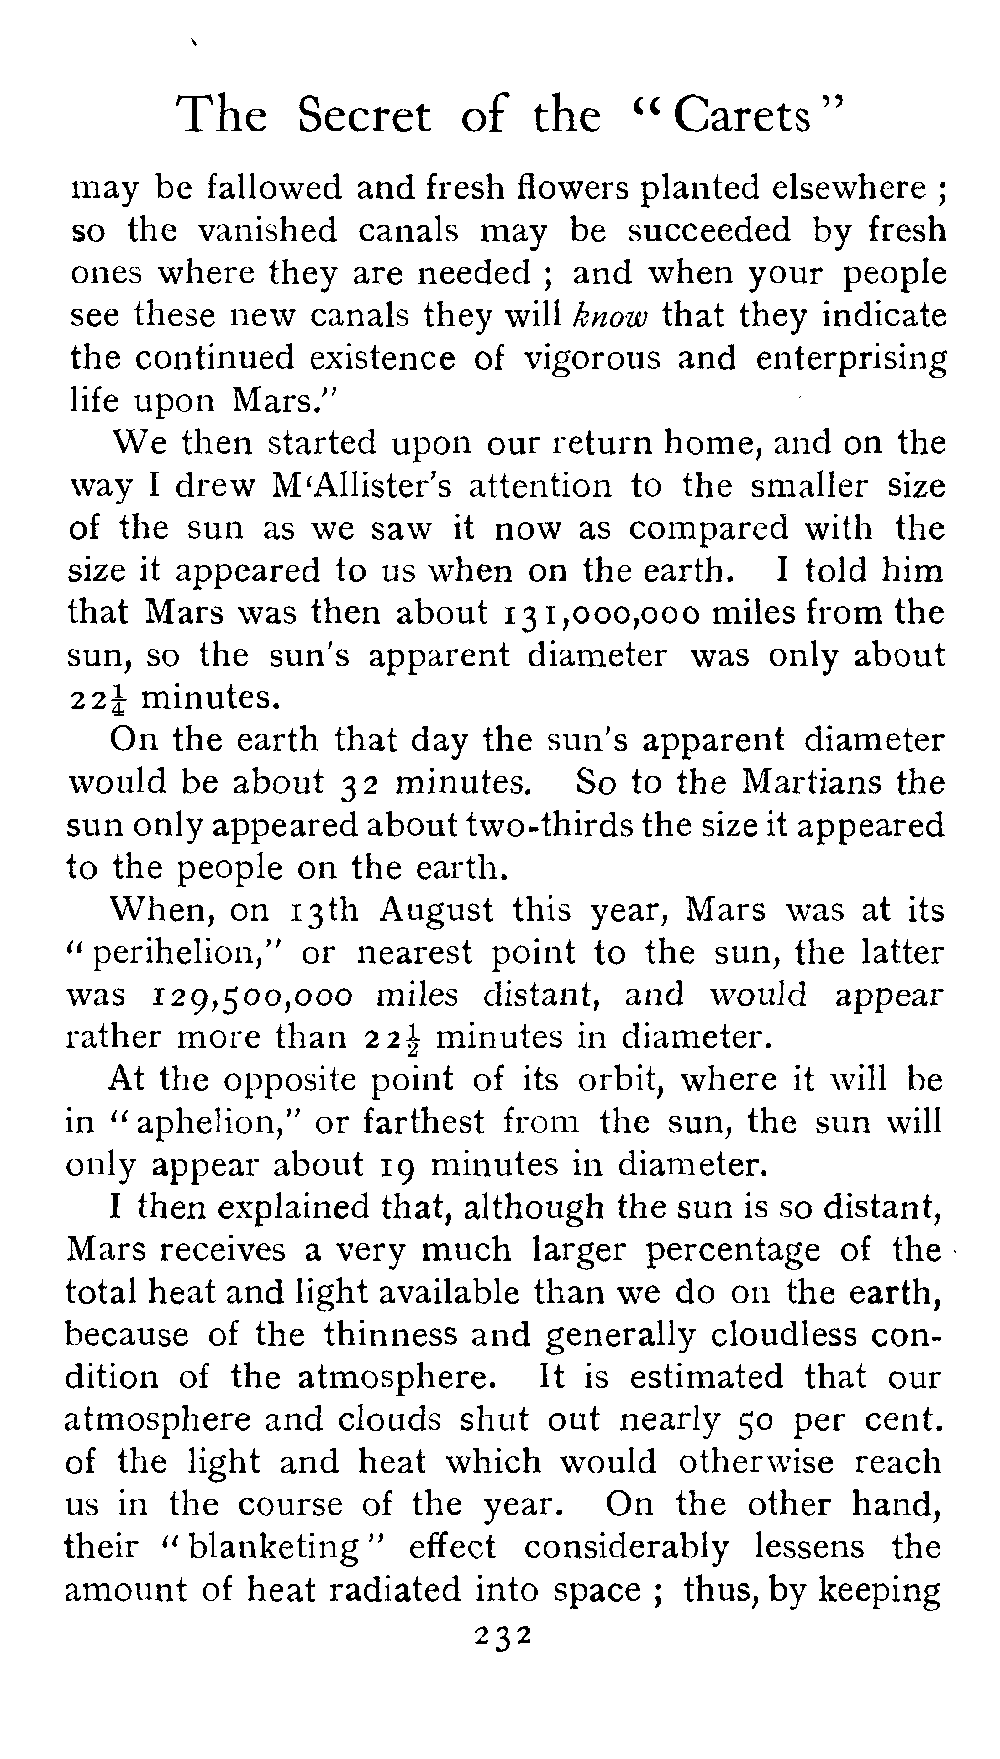 The Secret of the “Carets”
may be fallowed and fresh flowers planted elsewhere ;
so the vanished canals may be succeeded by fresh
ones where they are needed ; and when your people
see these new canals they will know that they indicate
the continued existence of vigorous and enterprising
life upon Mars.”
We then started upon our return home, and on the
way I drew M‘Allister’s attention to the smaller size
of the sun as we saw it now as compared with the
size it appeared to us when on the earth. I told him
that Mars was then about 131,000,000 miles from the
sun, so the sun’s apparent diameter was only about
22¼ minutes.
On the earth that day the sun’s apparent diameter
would be about 32 minutes. So to the Martians the
sun only appeared about two-thirds the size it appeared
to the people on the earth.
When, on 13th August this year, Mars was at its
“perihelion,” or nearest point to the sun, the latter
was 129,500,000 miles distant, and would appear
rather more than 22½ minutes in diameter.
At the opposite point of its orbit, where it will be
in “aphelion,” or farthest from the sun, the sun will
only appear about 19 minutes in diameter.
I then explained that, although the sun is so distant,
Mars receives a very much larger percentage of the
total heat and light available than we do on the earth,
because of the thinness and generally cloudless con-
dition of the atmosphere. It is estimated that our
atmosphere and clouds shut out nearly 50 per cent.
of the light and heat which would otherwise reach
us in the course of the year. On the other hand,
their “blanketing” effect considerably lessens the
amount of heat radiated into space ; thus, by keeping
232